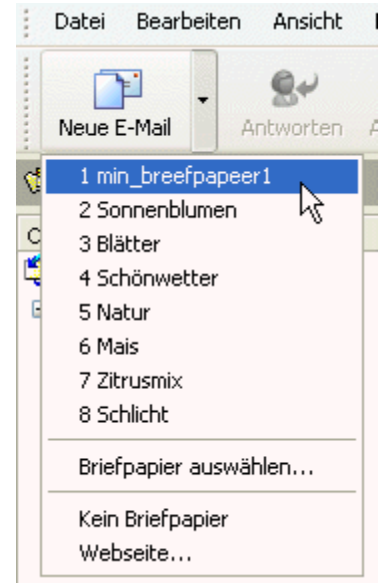 Datei Bearbeiten Ansicht
Neue E-Mail Antworten
1 min_breefpapeer1
2 Sonnenblumen
3 Blätter
4 Schönwetter
5 Natur
6 Mais
7 Zitrusmix
8 Schlicht
Briefpapier auswählen...
Kein Briefpapier
Webseite...